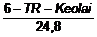 6 – TR – Keolai
24,8